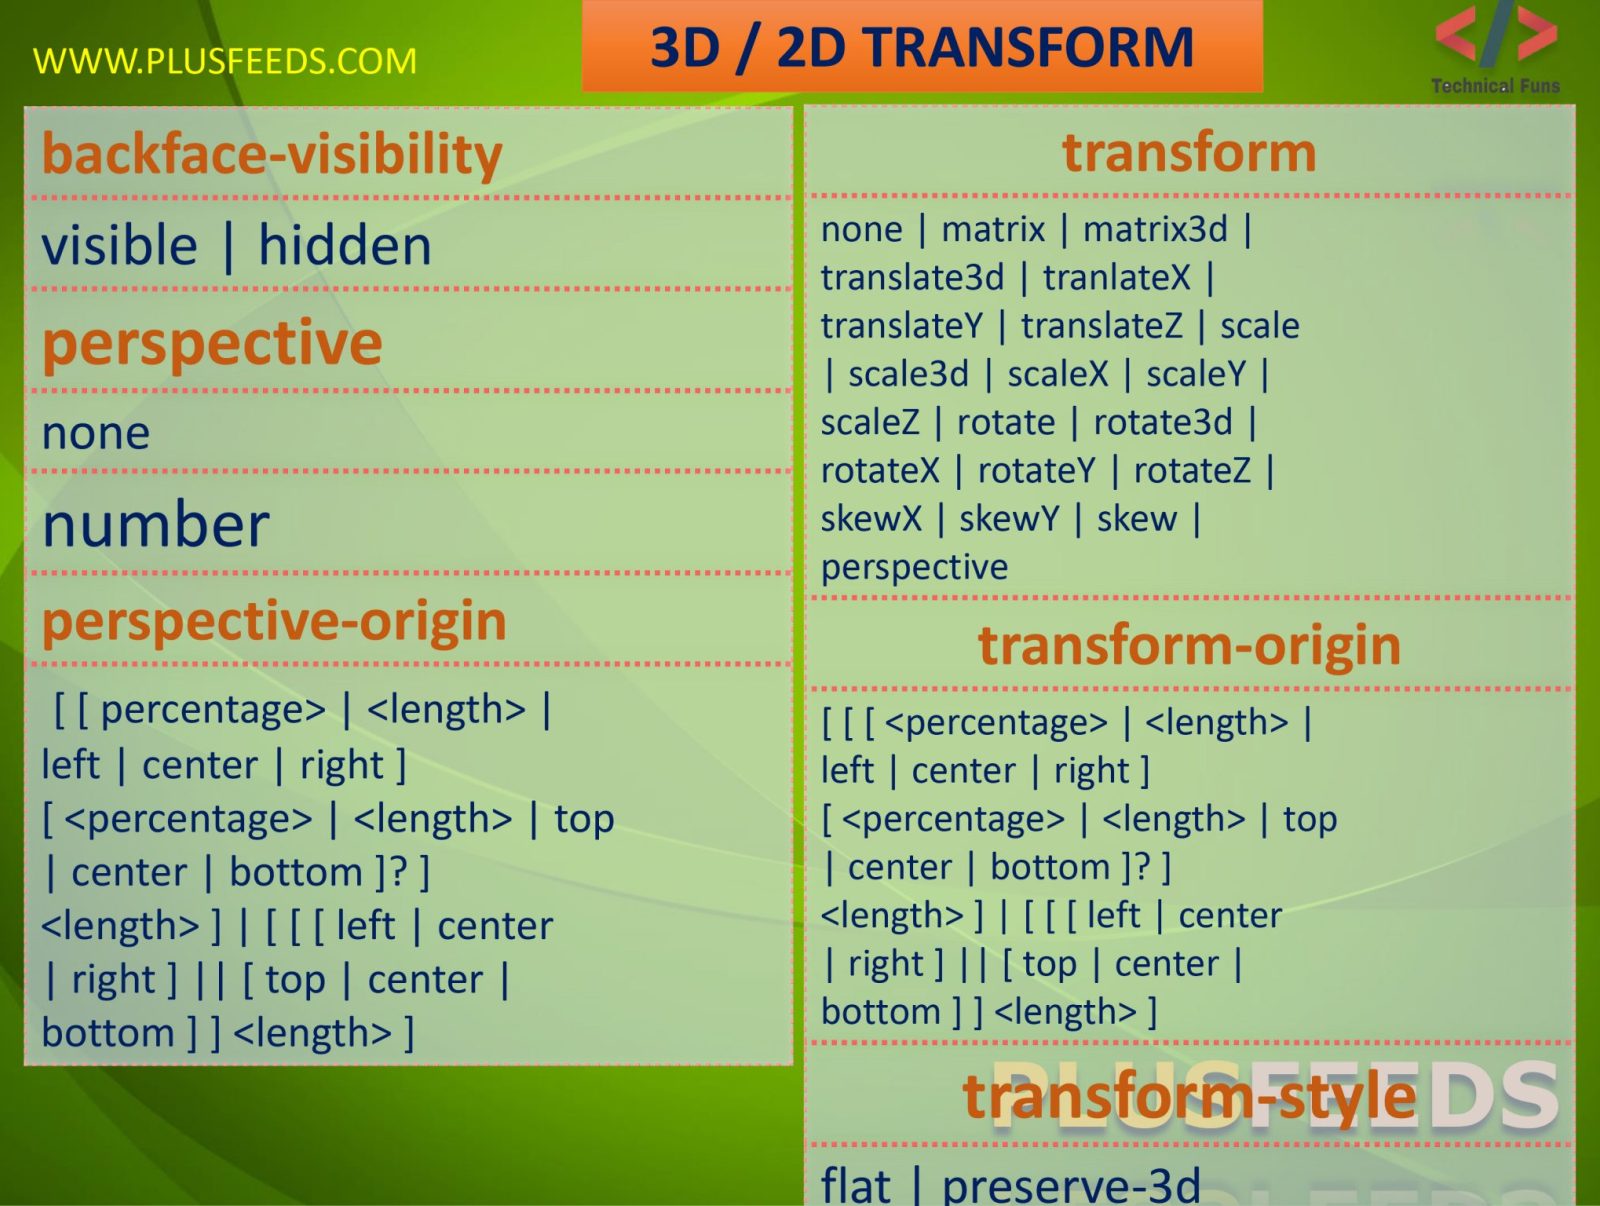 WWW.PLUSFEEDS.COM
3D / 2D TRANSFORM
</>
Technical Funs
backface-visibility
visible | hidden
perspective
none
number
perspective-origin
[ [ percentage> | <length> |
left | center | right ]
[ <percentage> | <length> | top
| center | bottom ]? ]
<length> ] | [ [ [ left | center
| right ] || [ top | center |
bottom ] ] <length> ]
transform
none | matrix | matrix3d |
translate3d | tranlateX |
translateY | translateZ | scale
| scale3d | scaleX | scaleY |
scaleZ | rotate | rotate3d |
rotateX | rotateY | rotateZ |
skewX | skewY | skew |
perspective
transform-origin
[ [ [ <percentage> | <length> |
left | center | right ]
[ <percentage> | <length> | top
| center | bottom ]? ]
<length> ] | [ [ [ left | center
| right ] || [ top | center |
bottom ] ] <length> ]
PLUSFEEDS
transform-style
flat | preserve-3d